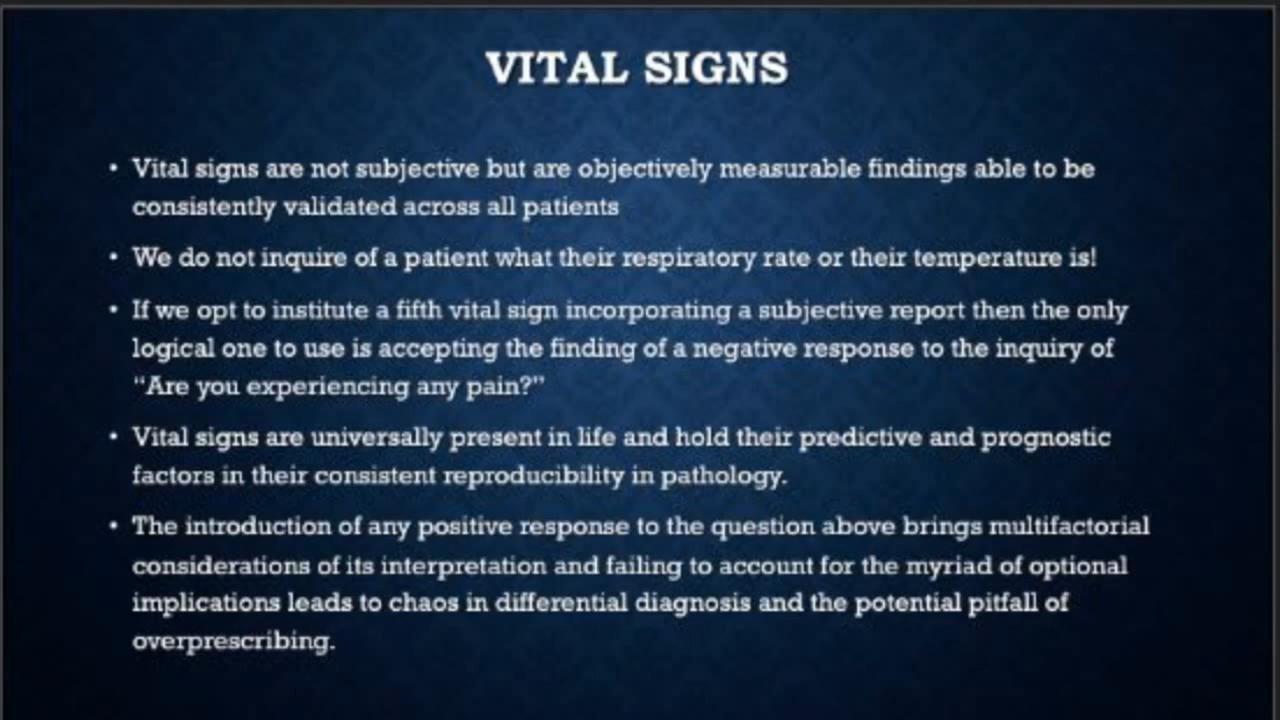 VITAL SIGNS
• Vital signs are not subjective but are objectively measurable findings able to be
consistently validated across all patients
• We do not inquire of a patient what their respiratory rate or their temperature is!
• If we opt to institute a fifth vital sign incorporating a subjective report then the only
logical one to use is accepting the finding of a negative response to the inquiry of
“Are you experiencing any pain?”
• Vital signs are universally present in life and hold their predictive and prognostic
factors in their consistent reproducibility in pathology.
• The introduction of any positive response to the question above brings multifactorial
considerations of its interpretation and failing to account for the myriad of optional
implications leads to chaos in differential diagnosis and the potential pitfall of
overprescribing.